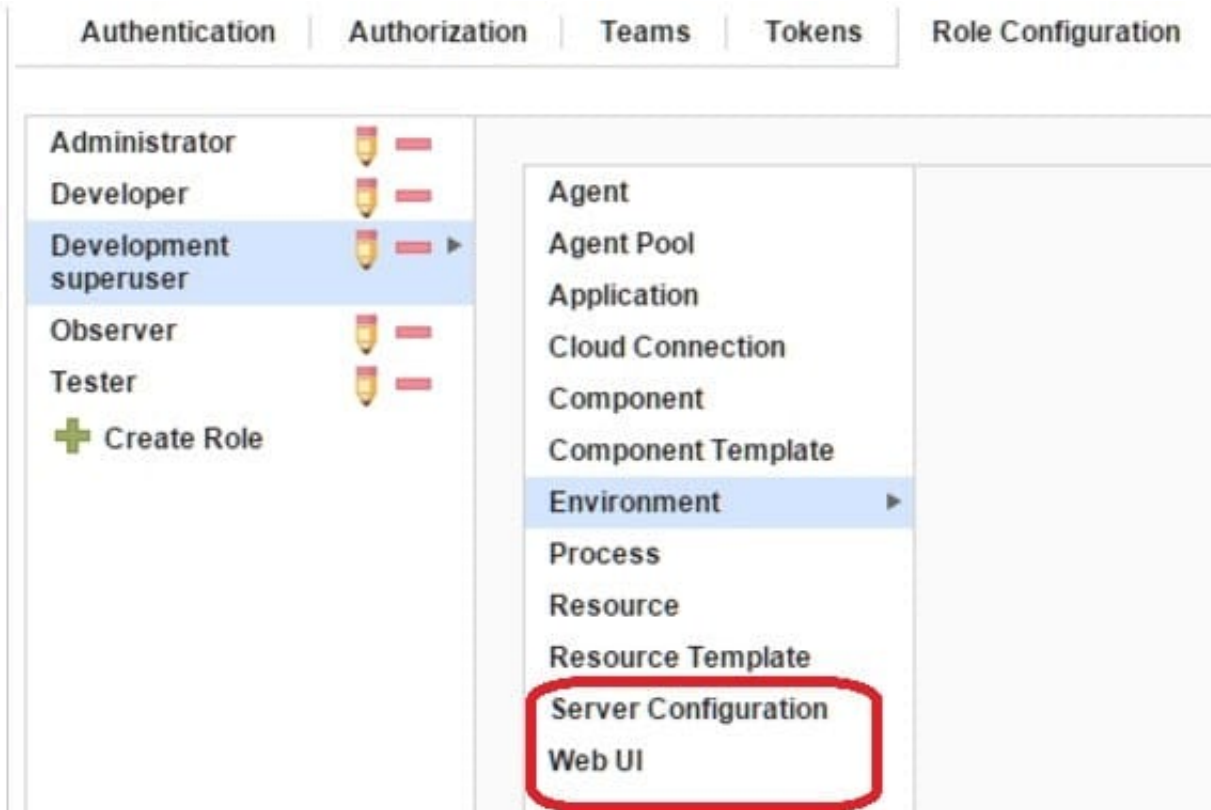 Authentication Authorization Teams Tokens Role Configuration
Administrator
Developer
Development
superuser
Observer
Tester
Create Role
Agent
Agent Pool
Application
Cloud Connection
Component
Component Template
Environment
Process
Resource
Resource Template
Server Configuration
Web UI